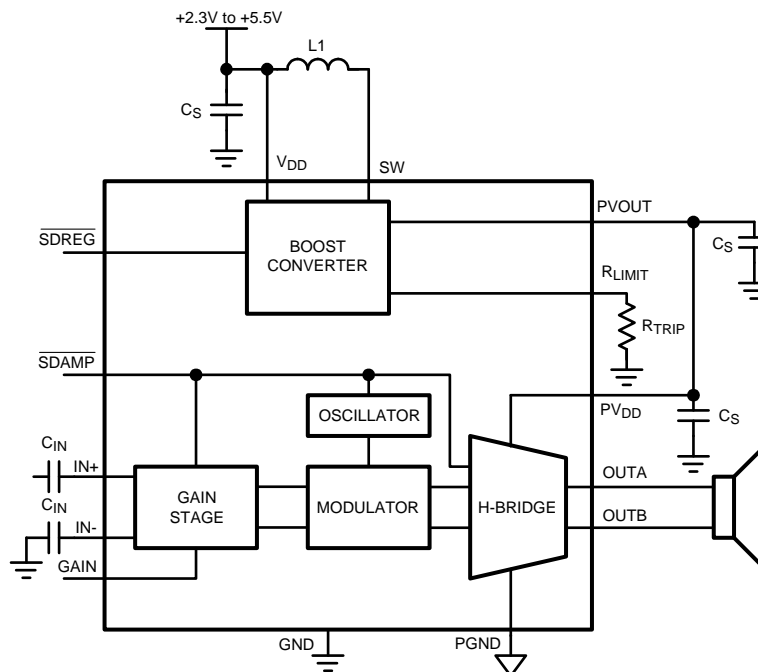 +2.3V to +5.5V
L1
CS
VDD
SW
PVOUT
SDREG
BOOST
CONVERTER
CS
RLIMIT
RTRIP
SDAMP
OSCILLATOR
PVDD
CS
CIN
IN+
GAIN
STAGE
MODULATOR
H-BRIDGE
OUTA
CIN
IN-
OUTB
GAIN
GND
PGND